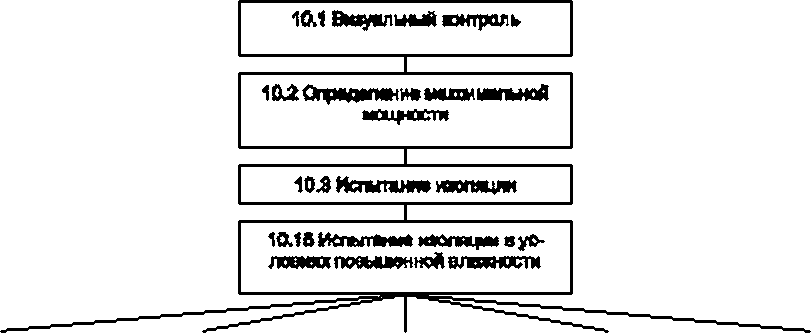 10.1 Визуальный контроль
10.2 Определение максимальной
мощности
10.3 Испытание изоляции
10.15 Испытание изоляции в ус-
ловиях повышенной влажности